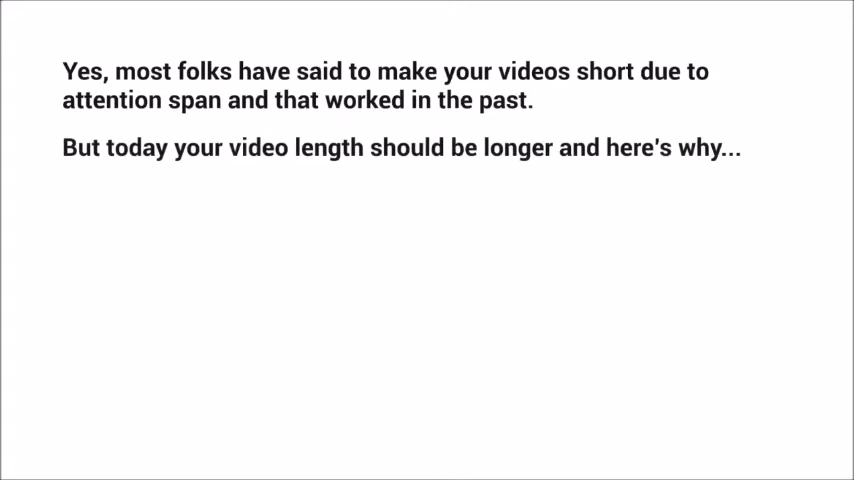 Yes, most folks have said to make your videos short due to
attention span and that worked in the past.
But today your video length should be longer and here's why...